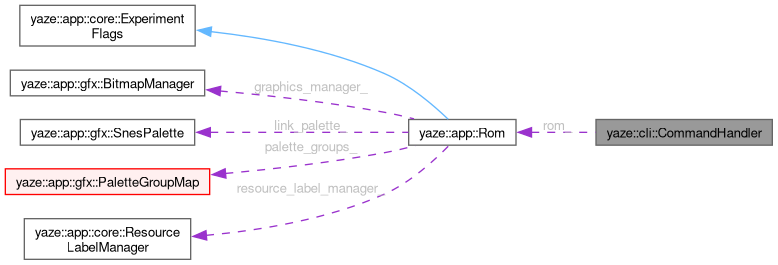 yaze::app::core::Experiment
Flags
yaze::app::gfx::BitmapManager
graphics_manager_
yaze::app::gfx::SnesPalette
link_palette_
yaze::app::Rom
rom_
yaze::cli::CommandHandler
palette_groups_
yaze::app::gfx::PaletteGroupMap
resource_label_manager_
yaze::app::core::Resource
LabelManager